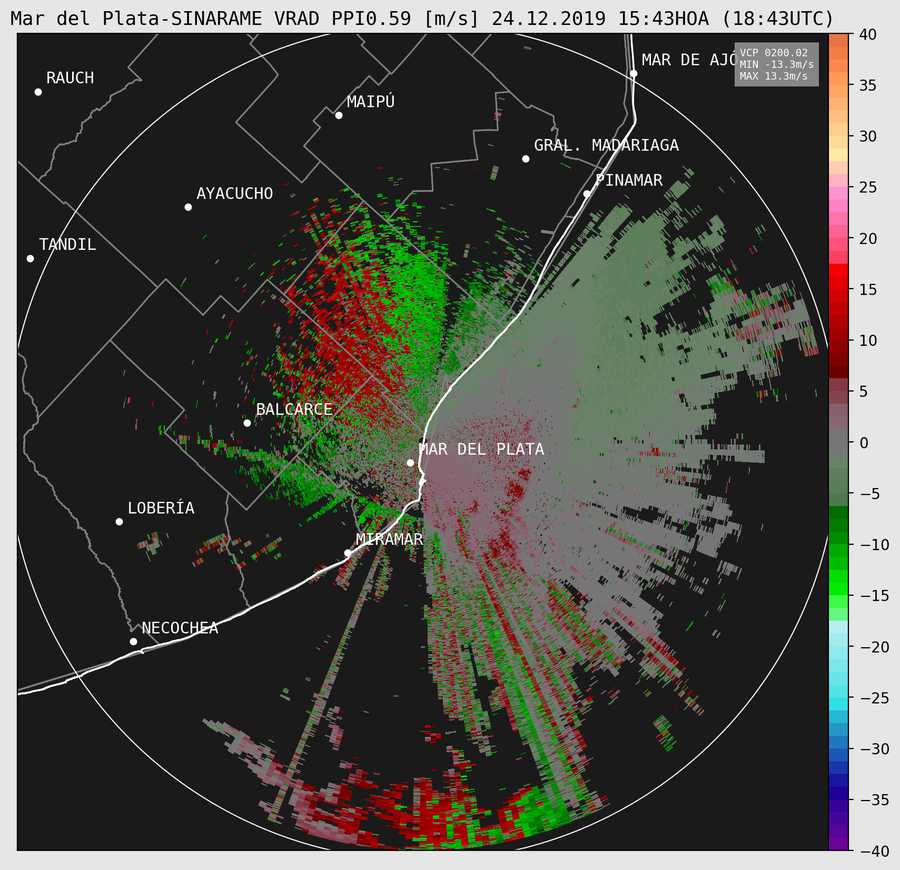 Mar del Plata-SINARAME VRAD PPI0.59 [m/s] 24.12.2019 15:43HOA (18:43UTC)
VCP 0200.02
MIN -13.3m/s
MAX 13.3m/s
MAR DE AJÓ
RAUCH
MAIPÚ
GRAL. MADARIAGA
PINAMAR
AYACUCHO
TANDIL
BALCARCE
MAR DEL PLATA
LOBERÍA
MIRAMAR
NECOCHEA
40
35
30
25
20
15
10
5
0
−5
−10
−15
−20
−25
−30
−35
−40